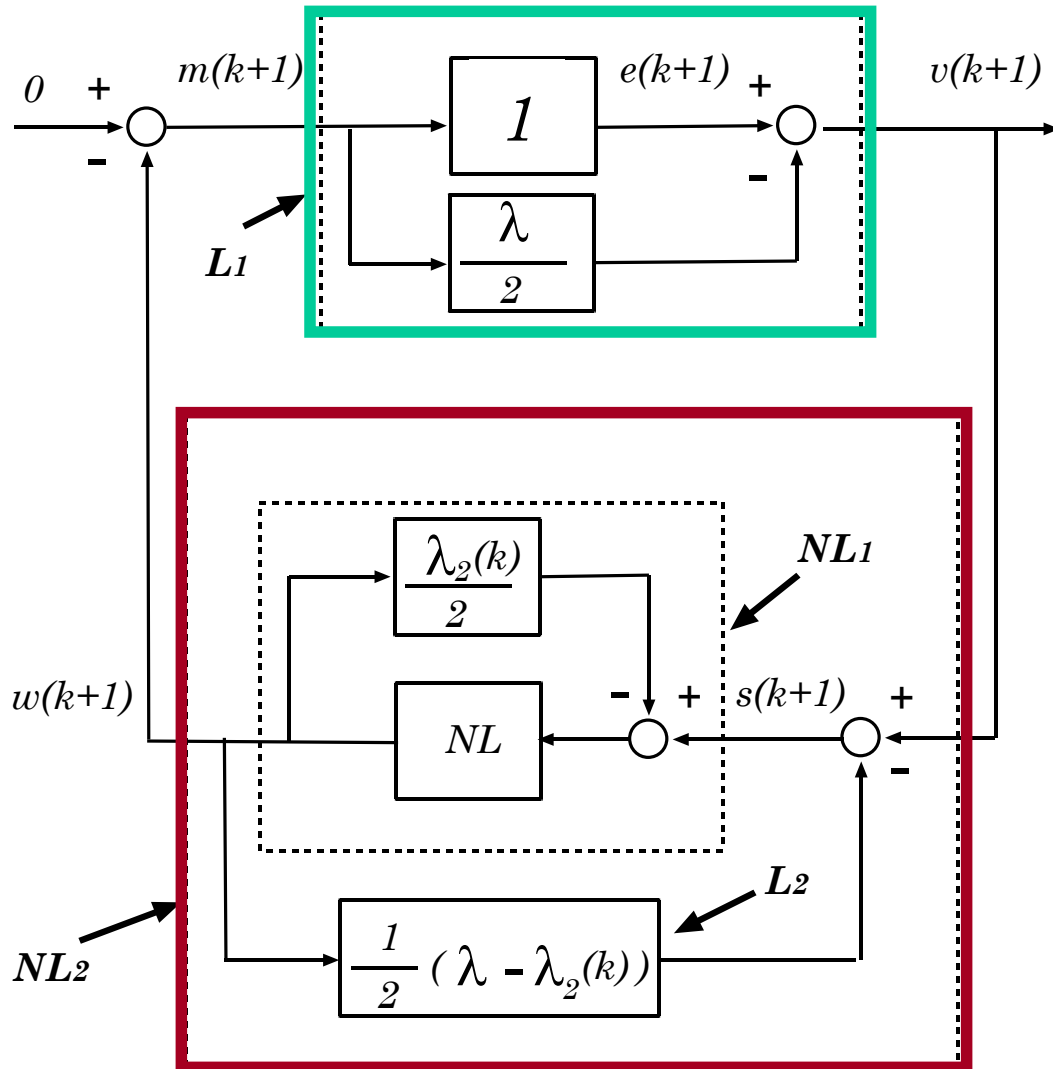 m(k+1)
e(k+1)
v(k+1)
0
+
-
1
+
-
λ
2
L1
λ2(k)
2
NL1
w(k+1)
NL
-
+
s(k+1)
+
-
L2
NL2
1
2
( λ - λ2(k) )